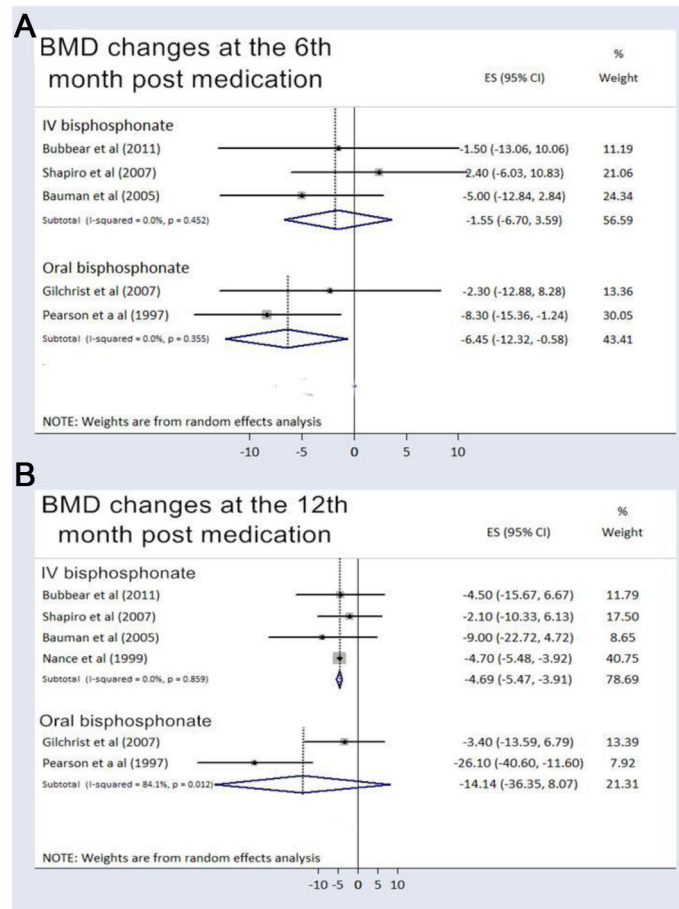 A
BMD changes at the 6th
month post medication
%
ES (95% CI) Weight
IV bisphosphonate
Bubbear et al (2011) -1.50 (-13.06, 10.06) 11.19
Shapiro et al (2007) 2.40 (-6.03, 10.83) 21.06
Bauman et al (2005) -5.00 (-12.84, 2.84) 24.34
Subtotal (I-squared = 0.0%, p = 0.452) -1.55 (-6.70, 3.59) 56.59
Oral bisphosphonate
Gilchrist et al (2007) -2.30 (-12.88, 8.28) 13.36
Pearson et a al (1997) -8.30 (-15.36, -1.24) 30.05
Subtotal (I-squared = 0.0%, p = 0.355) -6.45 (-12.32, -0.58) 43.41
NOTE: Weights are from random effects analysis
-10 -5 0 5 10
B
BMD changes at the 12th
month post medication
%
ES (95% CI) Weight
IV bisphosphonate
Bubbear et al (2011) -4.50 (-15.67, 6.67) 11.79
Shapiro et al (2007) -2.10 (-10.33, 6.13) 17.50
Bauman et al (2005) -9.00 (-22.72, 4.72) 8.65
Nance et al (1999) -4.70 (-5.48, -3.92) 40.75
Subtotal (I-squared = 0.0%, p = 0.859) -4.69 (-5.47, -3.91) 78.69
Oral bisphosphonate
Gilchrist et al (2007) -3.40 (-13.59, 6.79) 13.39
Pearson et a al (1997) -26.10 (-40.60, -11.60) 7.92
Subtotal (I-squared = 84.1%, p = 0.012) -14.14 (-36.35, 8.07) 21.31
NOTE: Weights are from random effects analysis
-10 -5 0 5 10